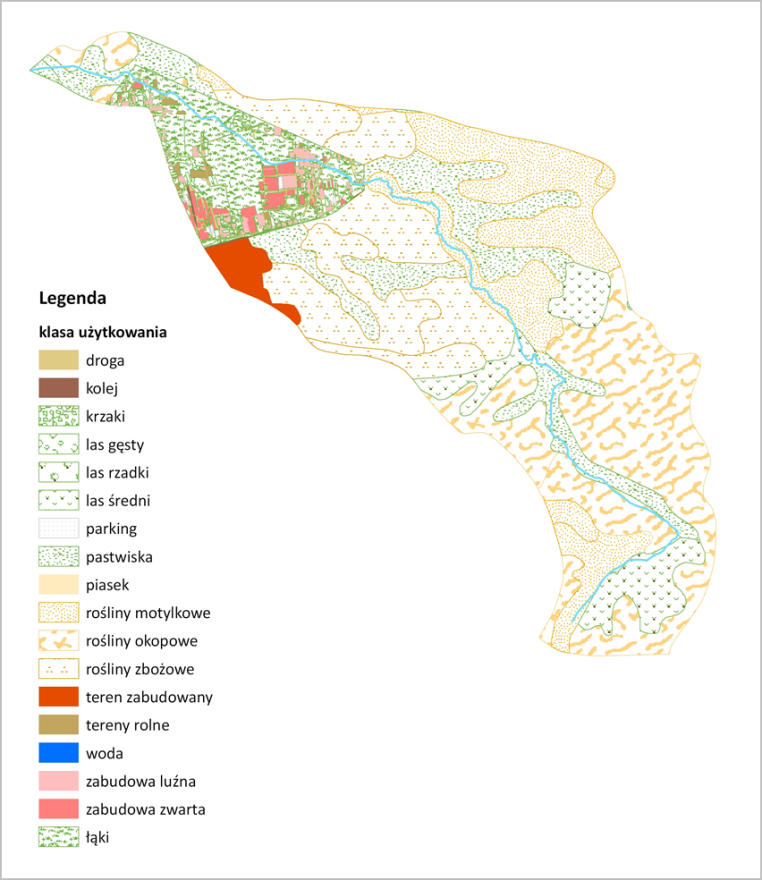 Legenda
klasa użytkowania
droga
kolej
krzaki
las gęsty
las rzadki
las średni
parking
pastwiska
piasek
rośliny motylkowe
rośliny okopowe
rośliny zbożowe
teren zabudowany
tereny rolne
woda
zabudowa luźna
zabudowa zwarta
łąki